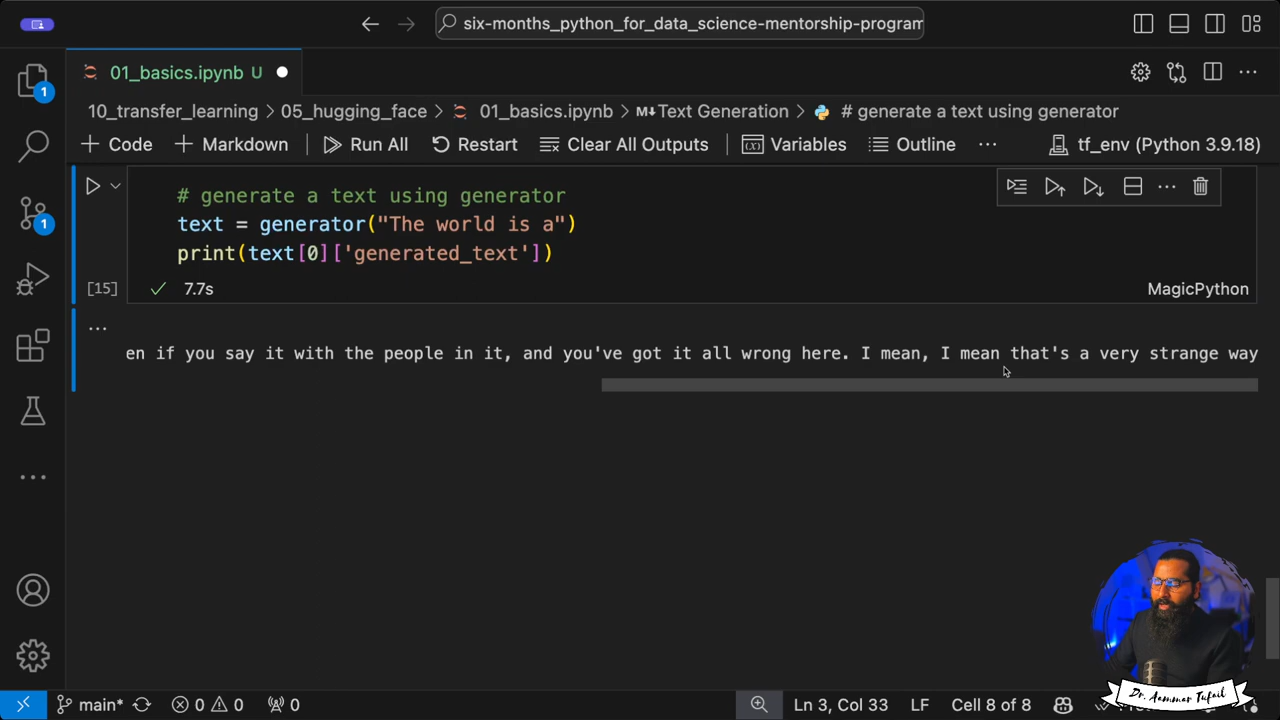 six-months_python_for_data_science-mentorship-program
01_basics.ipynb U
10_transfer_learning > 05_hugging_face > 01_basics.ipynb > M↓Text Generation > # generate a text using generator
+ Code + Markdown Run All Restart Clear All Outputs Variables Outline ··· tf_env (Python 3.9.18)
# generate a text using generator
text = generator("The world is a")
print(text[0]['generated_text'])
[15] 7.7s MagicPython
...
en if you say it with the people in it, and you've got it all wrong here. I mean, I mean that's a very strange way
1
1
main* 0 0 0 Ln 3, Col 33 LF Cell 8 of 8
Dr. Aammar Tufail